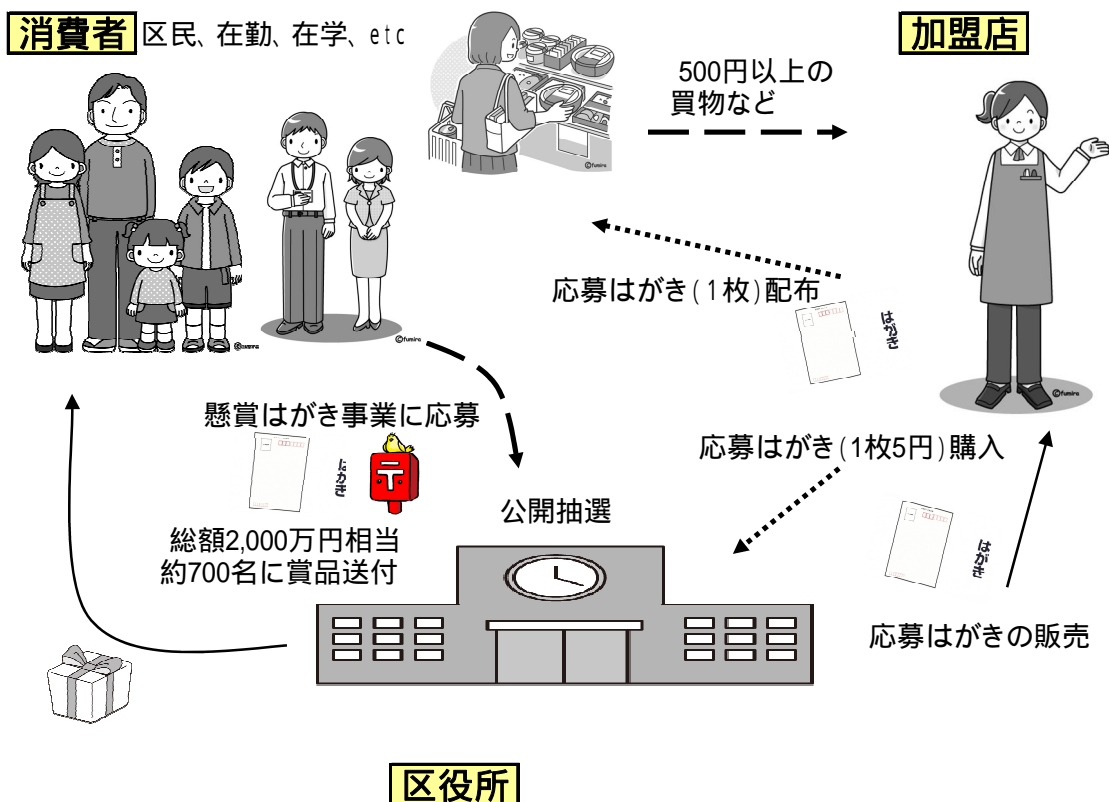 消費者 区民、在勤、在学、etc
加盟店
500円以上の
買物など
©fumira
©fumira
©fumira
応募はがき(1枚)配布
はがき
©fumira
懸賞はがき事業に応募
はがき
〒
応募はがき(1枚5円)購入
はがき
公開抽選
総額2,000万円相当
約700名に賞品送付
応募はがきの販売
区役所